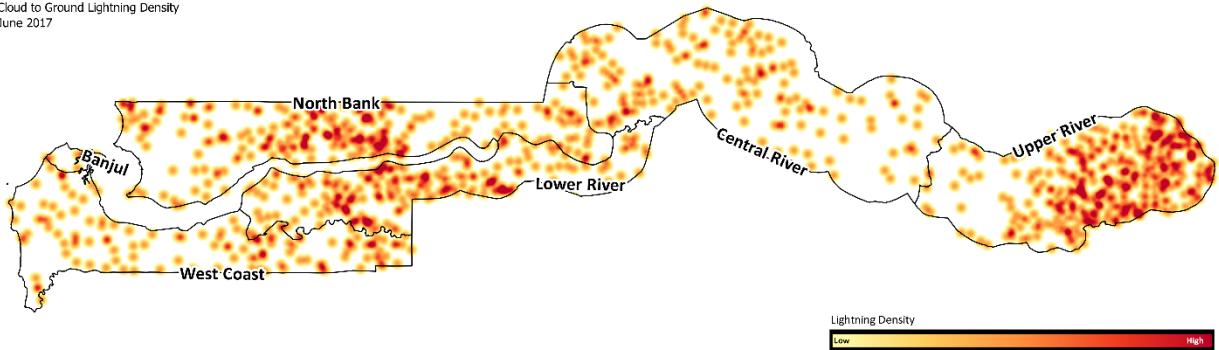 Cloud to Ground Lightning Density
June 2017
North Bank
Banjul
Upper River
Central River
Lower River
West Coast
Lightning Density
Low
High